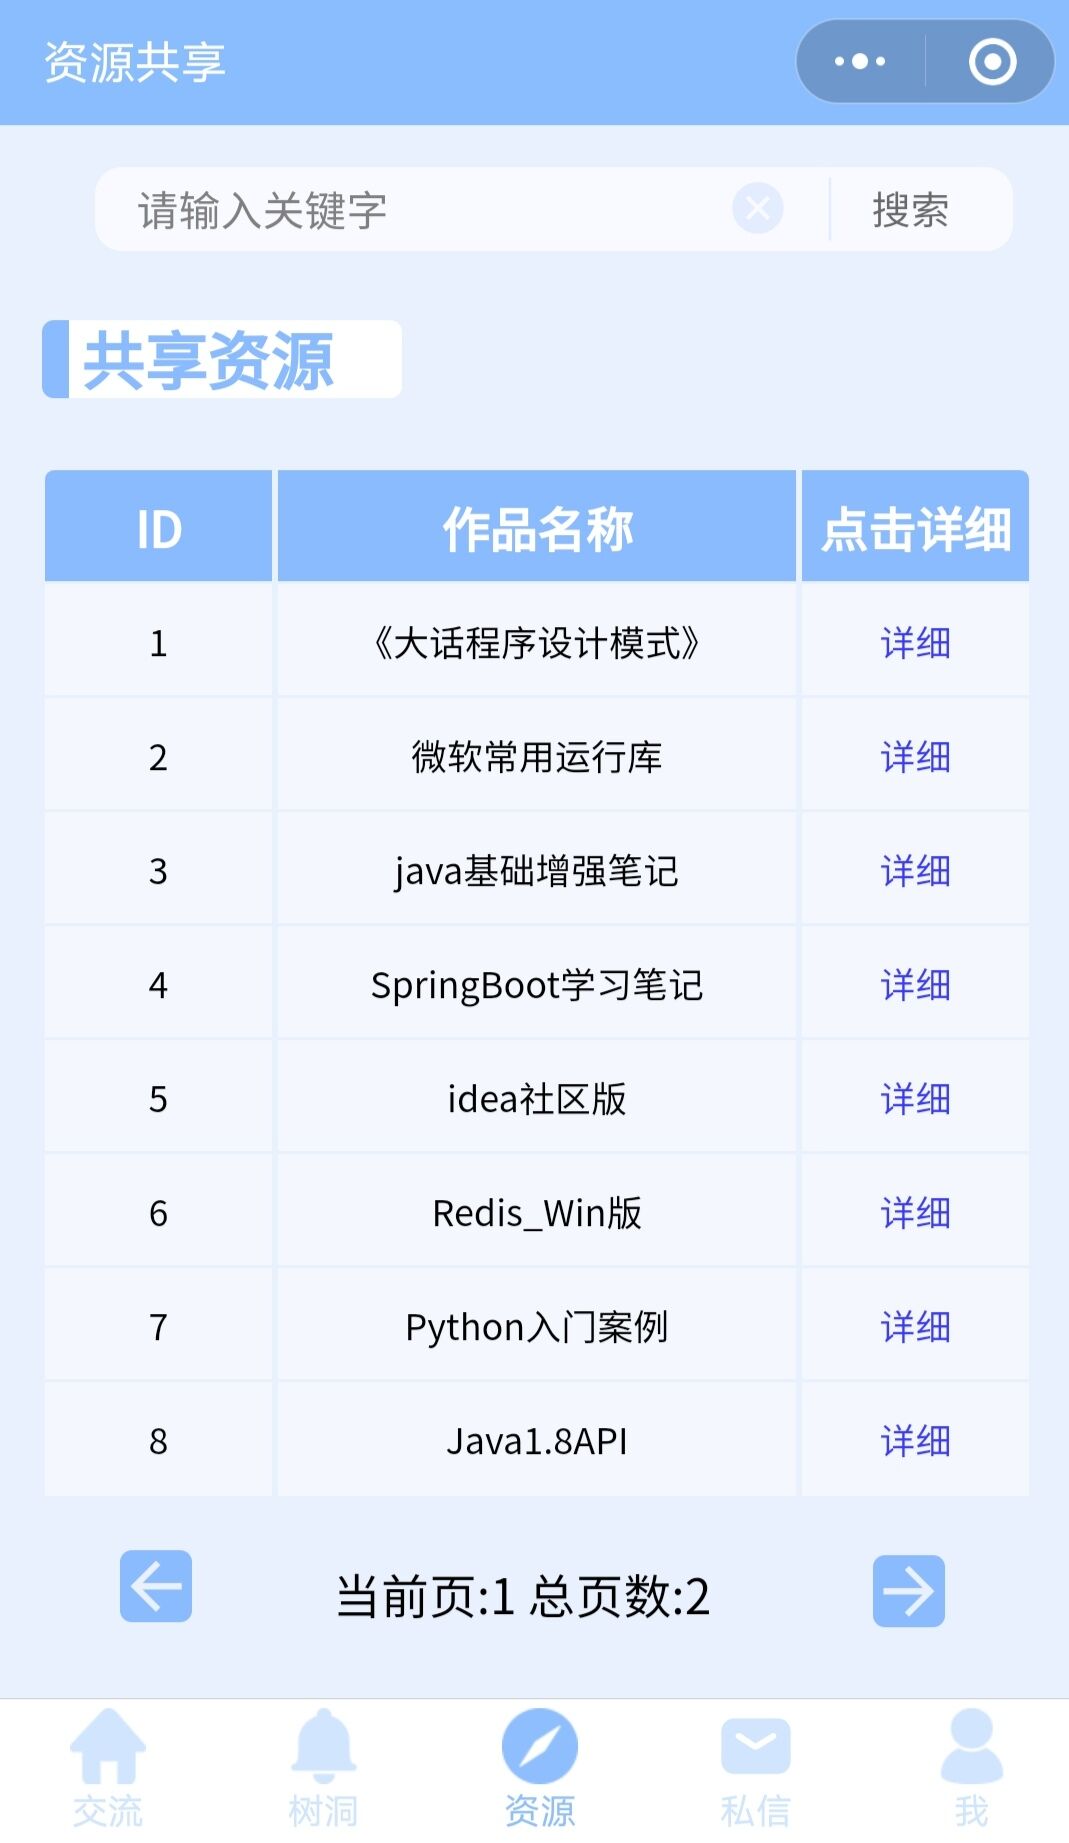 资源共享
请输入关键字
搜索
共享资源
ID 作品名称 点击详细
1 《大话程序设计模式》 详细
2 微软常用运行库 详细
3 java基础增强笔记 详细
4 SpringBoot学习笔记 详细
5 idea社区版 详细
6 Redis_Win版 详细
7 Python入门案例 详细
8 Java1.8API 详细
当前页:1 总页数:2
交流 树洞 资源 私信 我